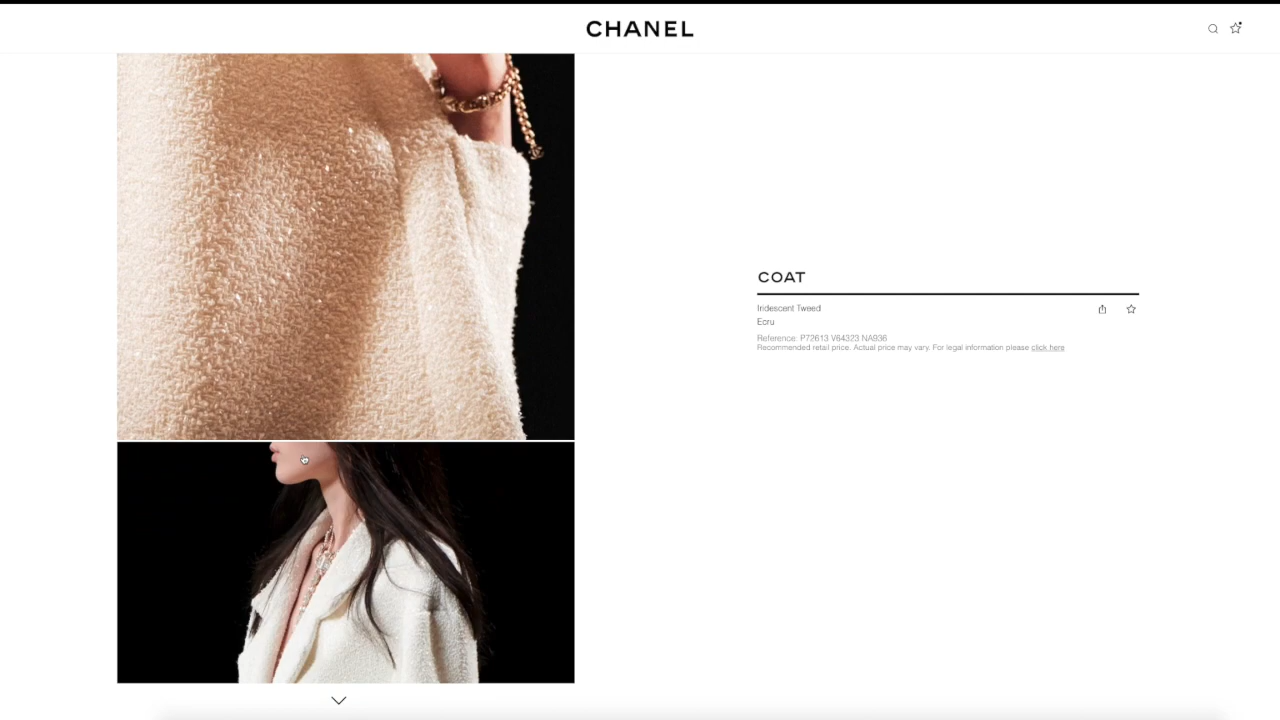 CHANEL
COAT
Iridescent Tweed
Ecru
Reference: P72613 V64323 NA936
Recommended retail price. Actual price may vary. For legal information please click here